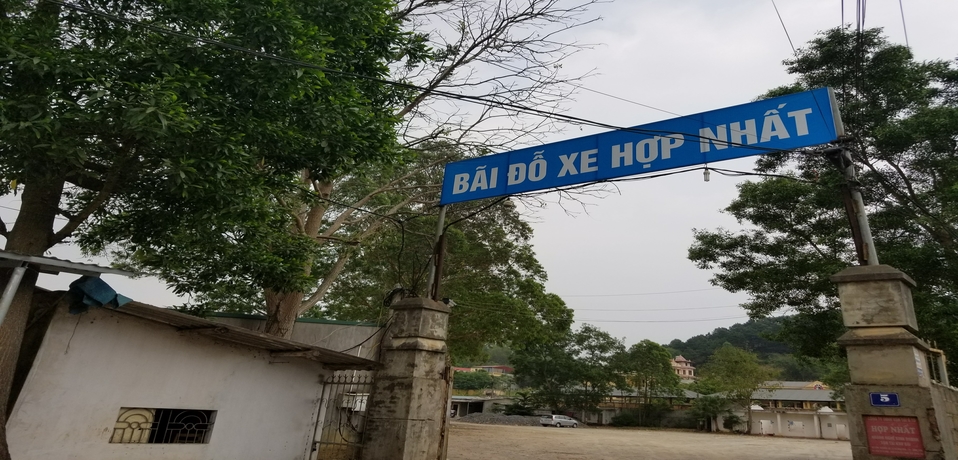 BÃI ĐỖ XE HỢP NHẤT
5
HỢP NHẤT